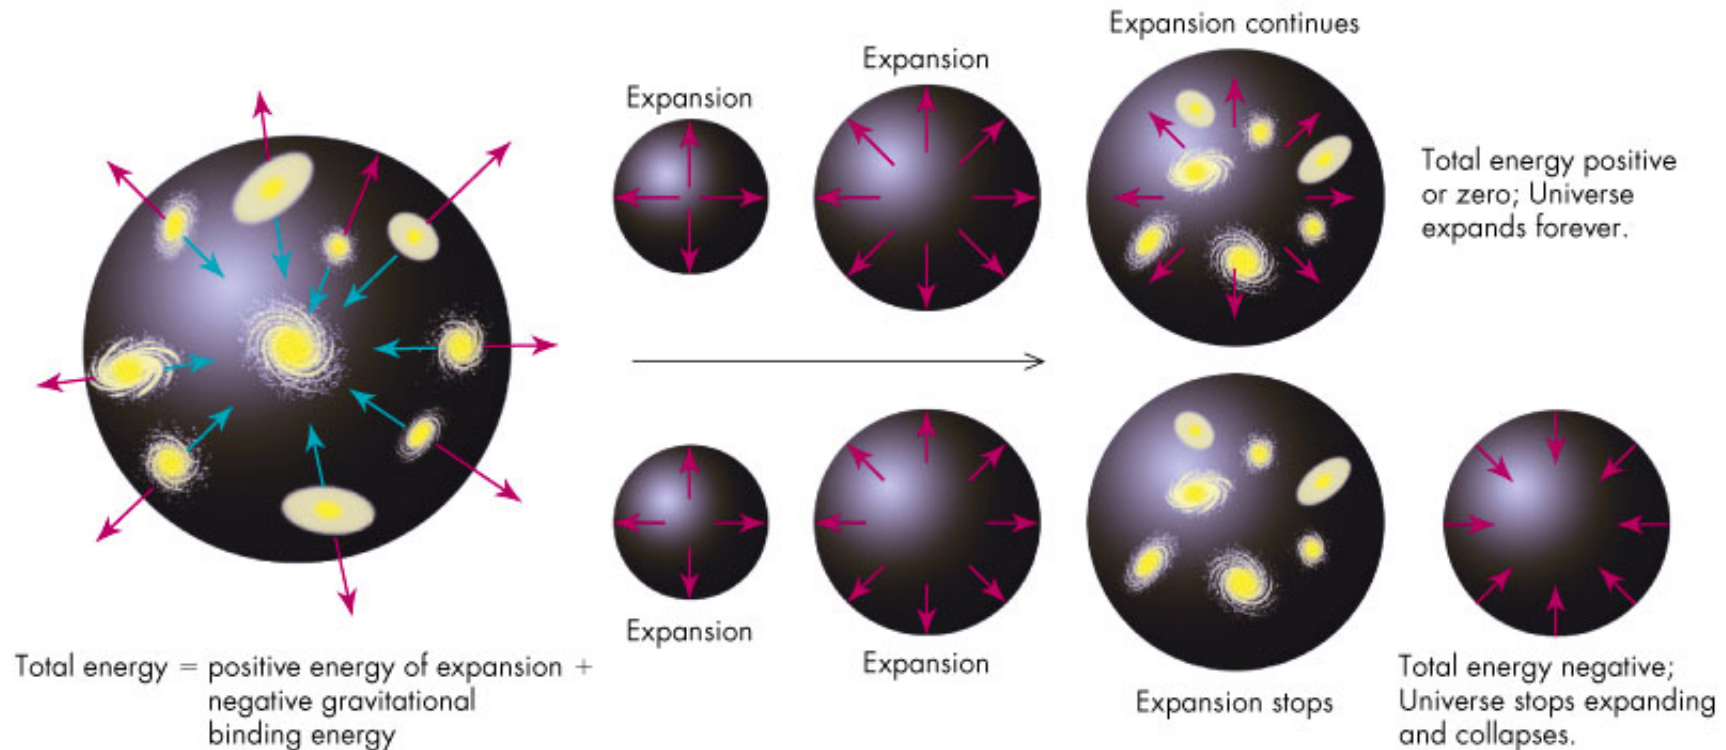 Expansion continues
Expansion
Expansion
Total energy positive
or zero; Universe
expands forever.
Expansion
Expansion
Expansion stops
Total energy = positive energy of expansion +
negative gravitational
binding energy
Total energy negative;
Universe stops expanding
and collapses.